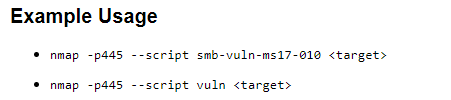 Example Usage
nmap -p445 --script smb-vuln-ms17-010 <target>
nmap -p445 --script vuln <target>